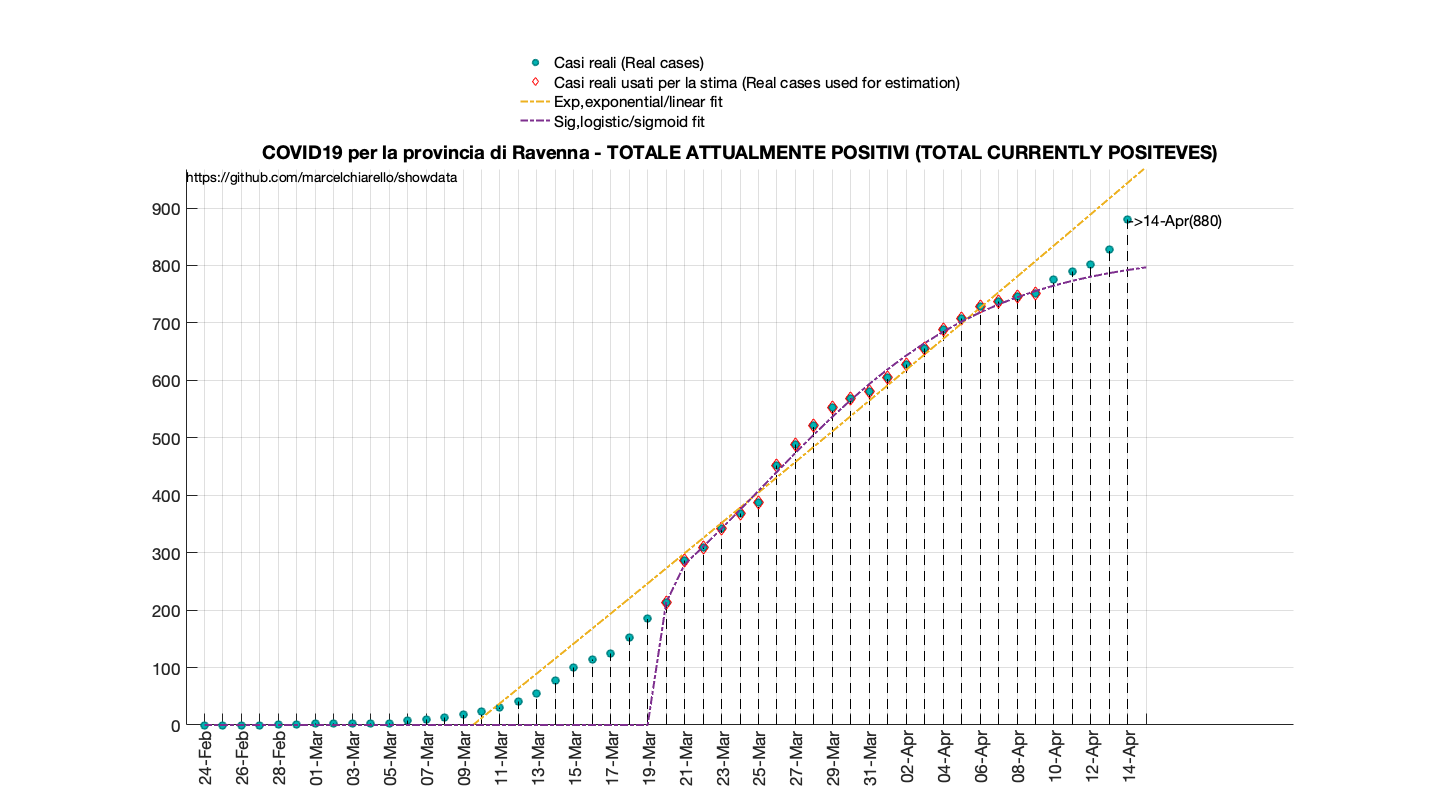 Casi reali (Real cases)
Casi reali usati per la stima (Real cases used for estimation)
Exp,exponential/linear fit
Sig,logistic/sigmoid fit
COVID19 per la provincia di Ravenna - TOTALE ATTUALMENTE POSITIVI (TOTAL CURRENTLY POSITEVES)
https://github.com/marcelchiarello/showdata
900
800
700
600
500
400
300
200
100
0
->14-Apr(880)
24-Feb
26-Feb
28-Feb
01-Mar
03-Mar
05-Mar
07-Mar
09-Mar
11-Mar
13-Mar
15-Mar
17-Mar
19-Mar
21-Mar
23-Mar
25-Mar
27-Mar
29-Mar
31-Mar
02-Apr
04-Apr
06-Apr
08-Apr
10-Apr
12-Apr
14-Apr